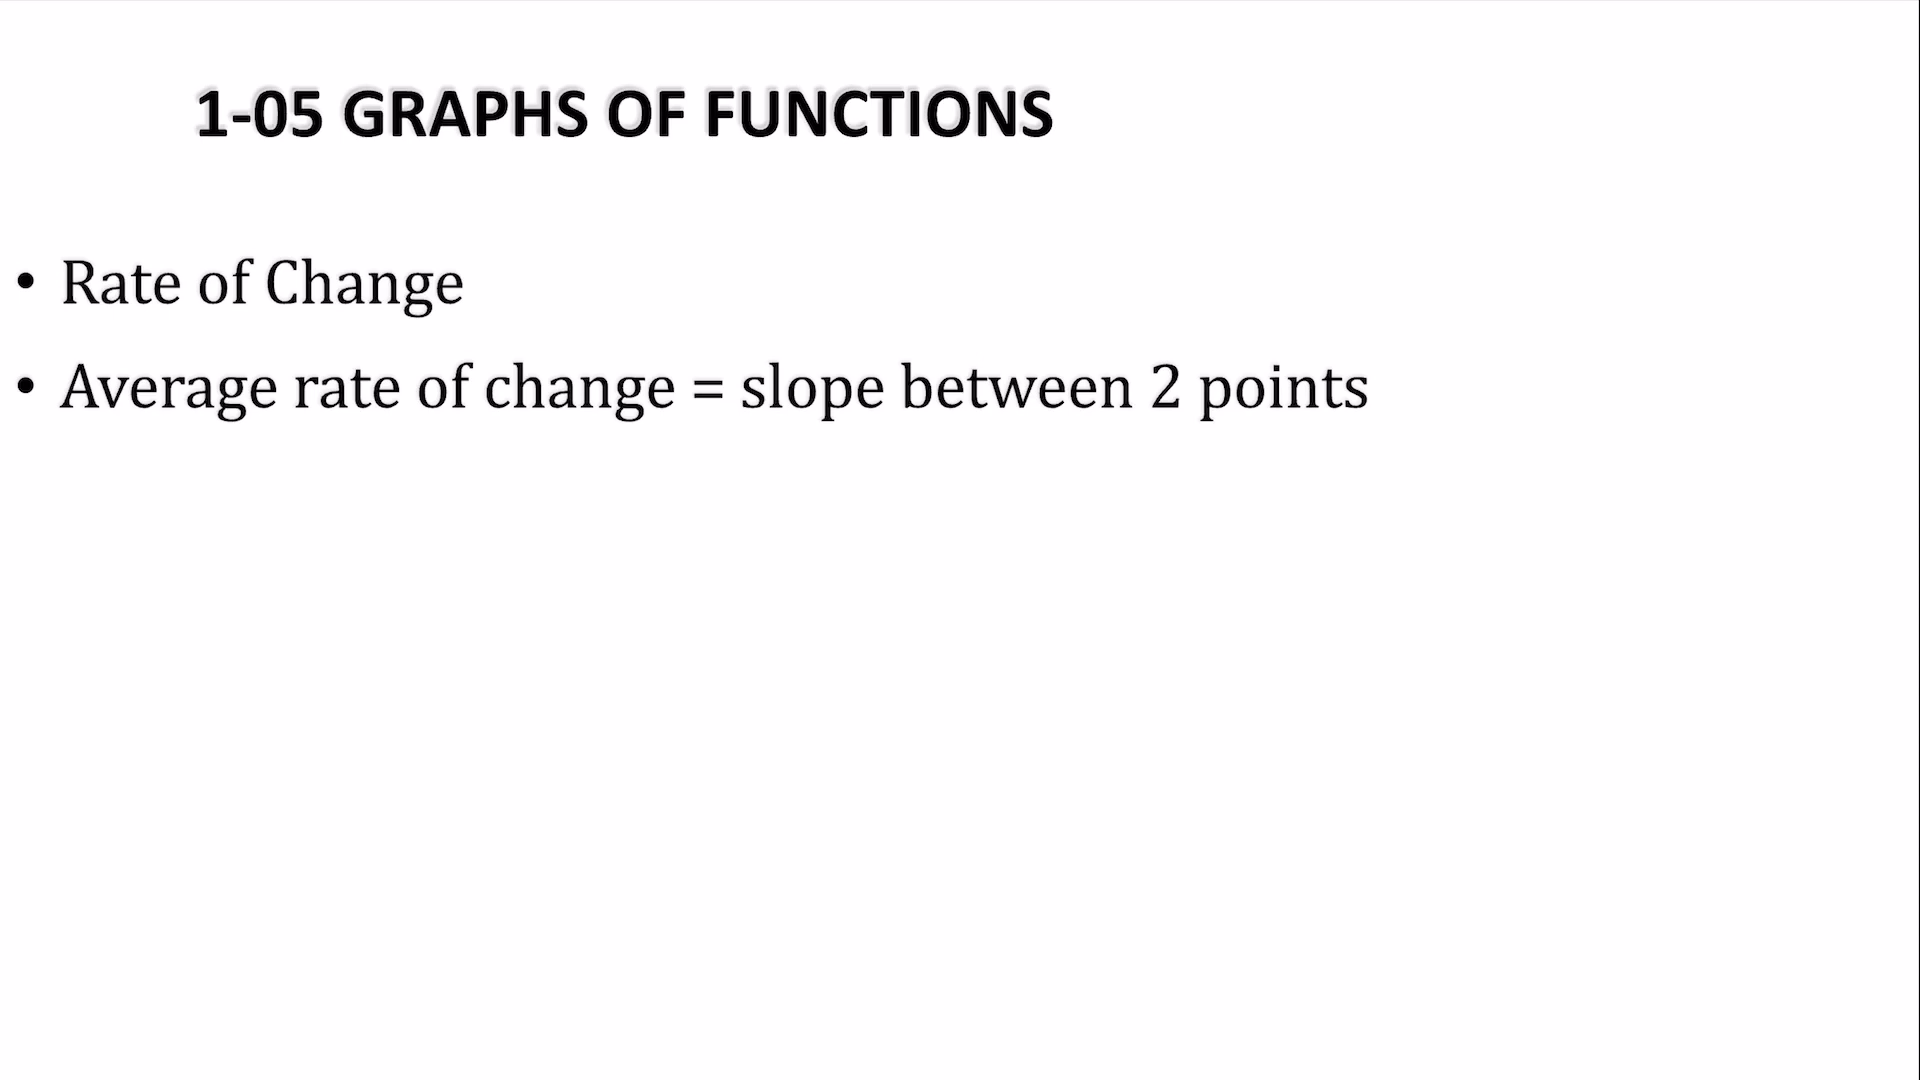 1-05 GRAPHS OF FUNCTIONS
• Rate of Change
• Average rate of change = slope between 2 points